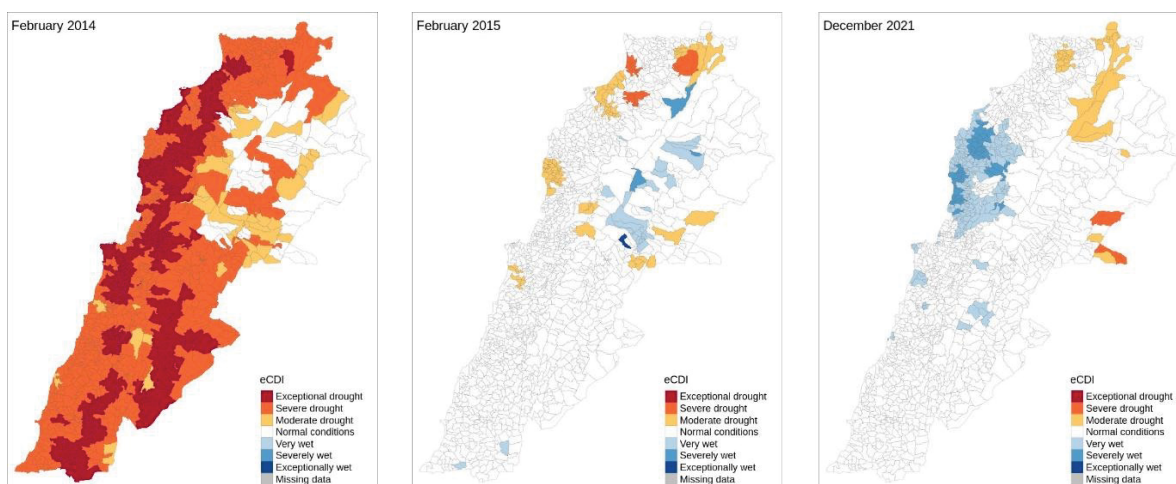 February 2014
eCDI
Exceptional drought
Severe drought
Moderate drought
Normal conditions
Very wet
Severely wet
Exceptionally wet
Missing data
February 2015
eCDI
Exceptional drought
Severe drought
Moderate drought
Normal conditions
Very wet
Severely wet
Exceptionally wet
Missing data
December 2021
eCDI
Exceptional drought
Severe drought
Moderate drought
Normal conditions
Very wet
Severely wet
Exceptionally wet
Missing data